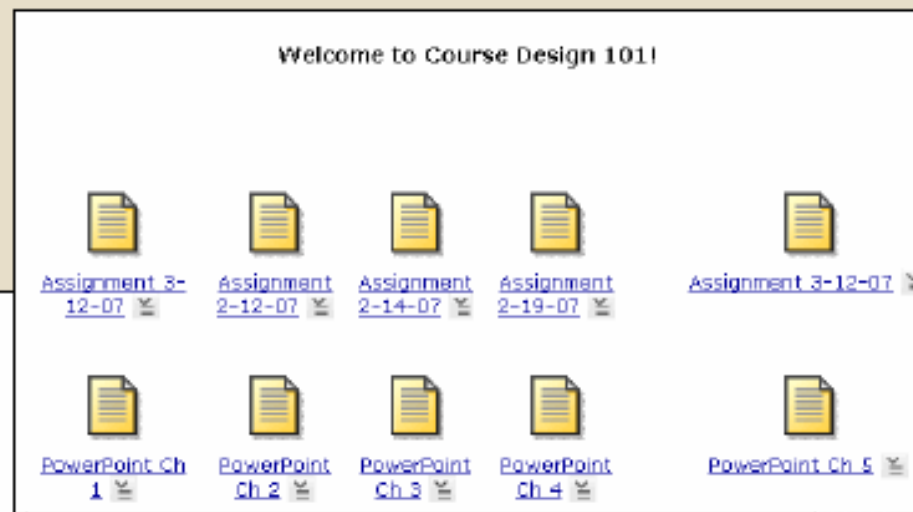 Welcome to Course Design 101!
Assignment 3-
12-07
Assignment
2-12-07
Assignment
2-14-07
Assignment
2-19-07
Assignment 3-12-07
PowerPoint Ch
1
PowerPoint
Ch 2
PowerPoint
Ch 3
PowerPoint
Ch 4
PowerPoint Ch 5